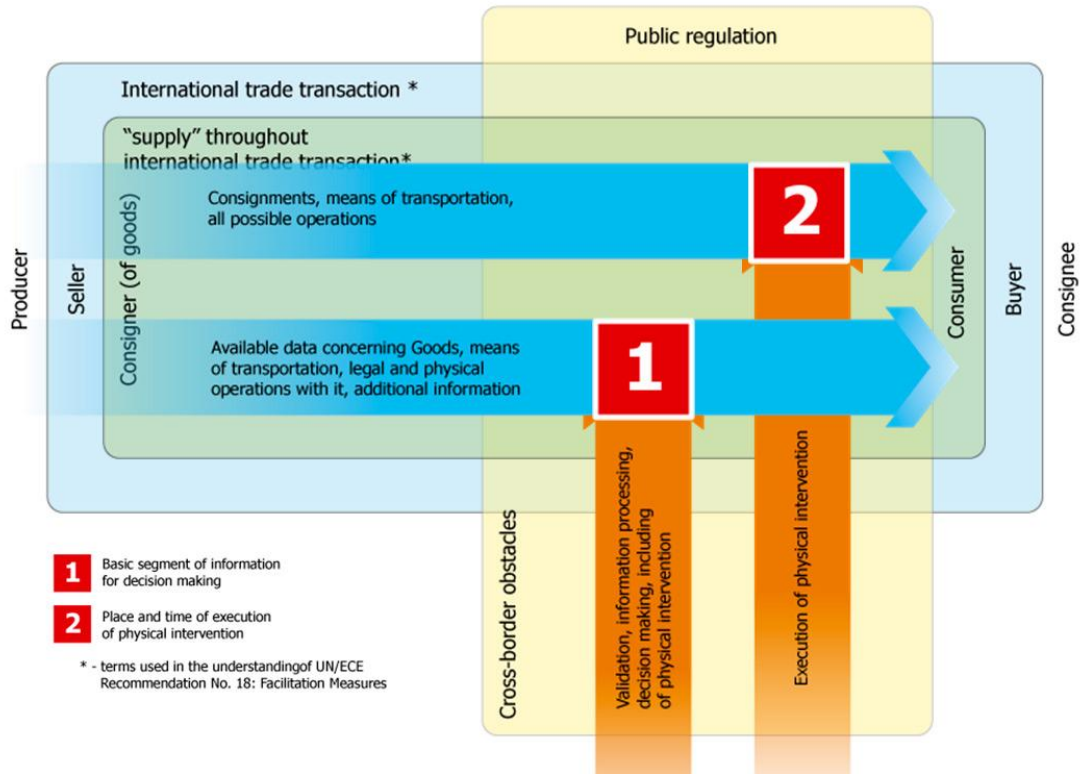 Public regulation
International trade transaction *
“supply” throughout
international trade transaction*
Consignments, means of transportation,
all possible operations
2
Producer
Seller
Consigner (of goods)
Consumer
Buyer
Consignee
Available data concerning Goods, means
of transportation, legal and physical
operations with it, additional information
1
Cross-border obstacles
Validation, information processing,
decision making, including
of physical intervention
Execution of physical intervention
1
Basic segment of information
for decision making
2
Place and time of execution
of physical intervention
* - terms used in the understandingof UN/ECE
Recommendation No. 18: Facilitation Measures